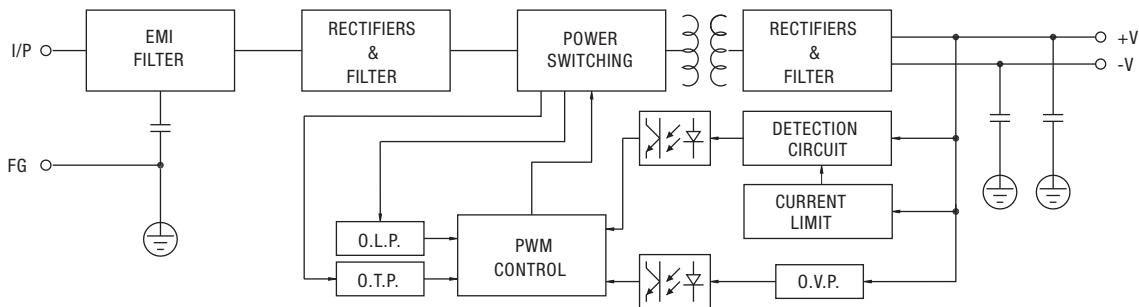 I/P
EMI
FILTER
RECTIFIERS
&
FILTER
POWER
SWITCHING
RECTIFIERS
&
FILTER
+V
-V
FG
DETECTION
CIRCUIT
CURRENT
LIMIT
O.L.P.
O.T.P.
PWM
CONTROL
O.V.P.